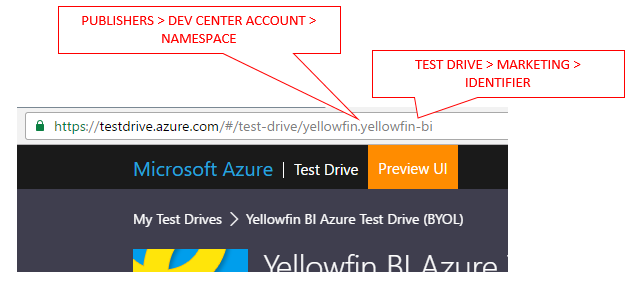 PUBLISHERS > DEV CENTER ACCOUNT >
NAMESPACE
TEST DRIVE > MARKETING >
IDENTIFIER
https://testdrive.azure.com/#/test-drive/yellowfin.yellowfin-bi
Microsoft Azure | Test Drive Preview UI
My Test Drives > Yellowfin BI Azure Test Drive (BYOL)
Yellowfin BI Azure